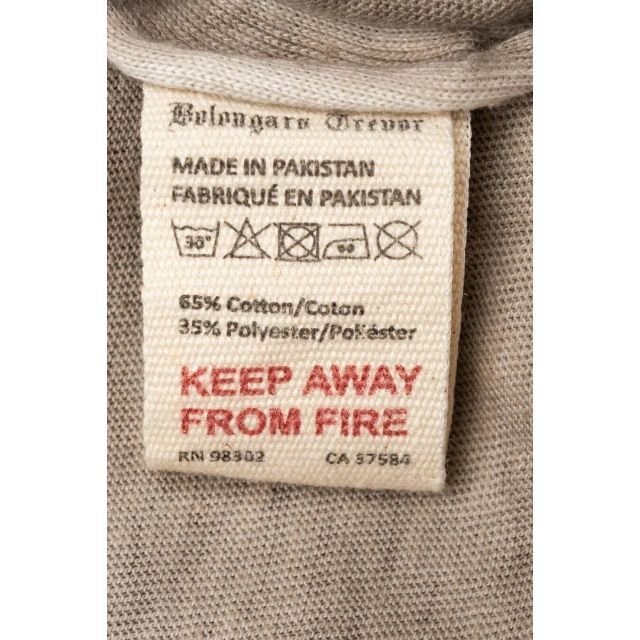 Bolongaro Trevor
MADE IN PAKISTAN
FABRIQUÉ EN PAKISTAN
30°
65% Cotton/Coton
35% Polyester/Poliéster
KEEP AWAY
FROM FIRE
RN 98302 CA 37584